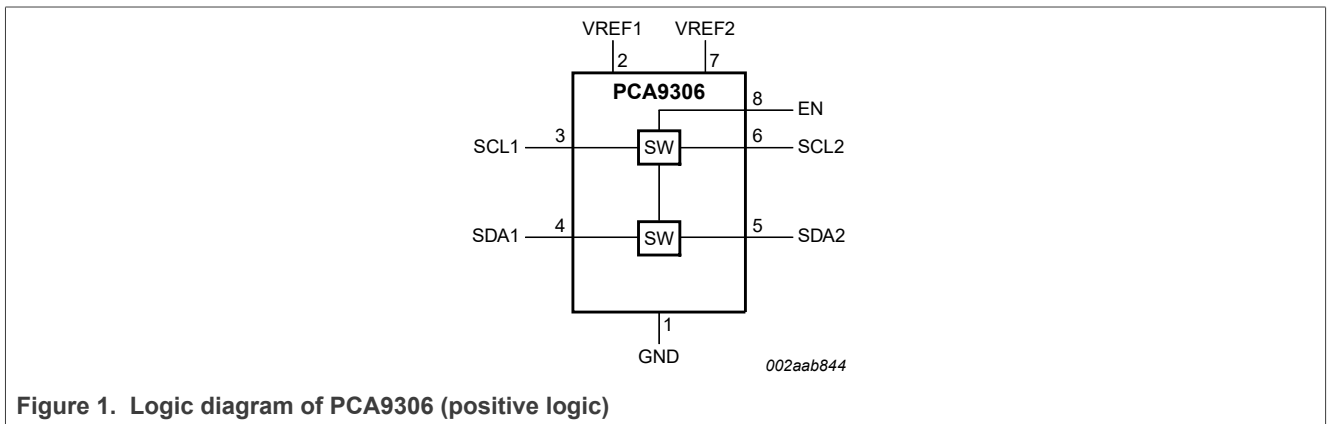 VREF1 VREF2
2 7
PCA9306
8 EN
SCL1 3 SW 6 SCL2
SDA1 4 SW 5 SDA2
1
GND
002aab844
Figure 1. Logic diagram of PCA9306 (positive logic)